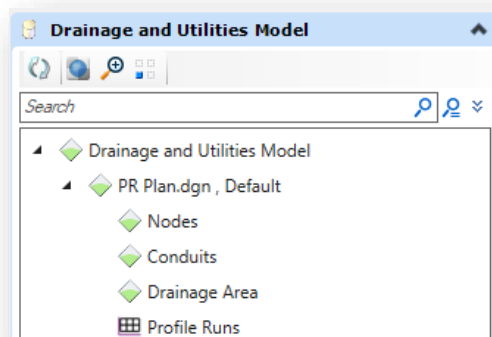 Drainage and Utilities Model
Search
Drainage and Utilities Model
PR Plan.dgn , Default
Nodes
Conduits
Drainage Area
Profile Runs